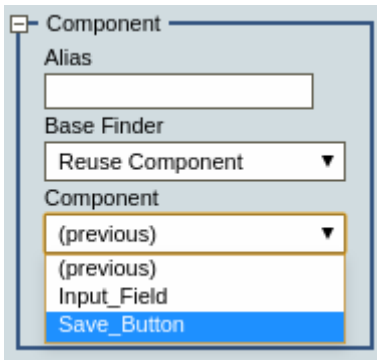 Component
Alias
Base Finder
Reuse Component
Component
(previous)
(previous)
Input_Field
Save_Button